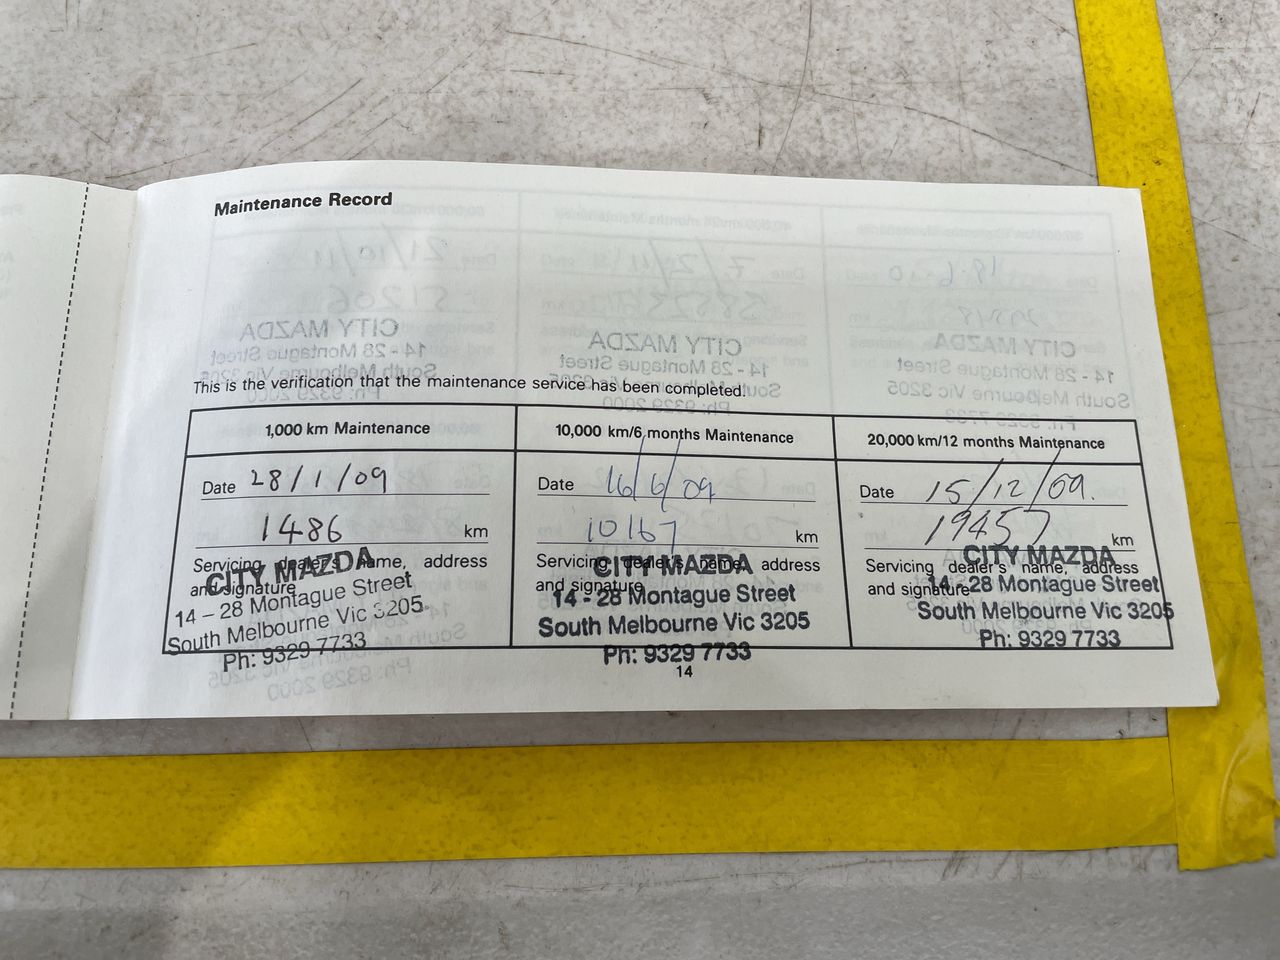 Maintenance Record
This is the verification that the maintenance service has been completed.
1,000 km Maintenance
Date 28/1/09
1486 km
Servicing dealer's name, address
and signature
CITY MAZDA
14 - 28 Montague Street
South Melbourne Vic 3205
Ph: 9329 7733
10,000 km/6 months Maintenance
Date 16/6/09
10167 km
Servicing dealer's name, address
and signature
CITY MAZDA
14 - 28 Montague Street
South Melbourne Vic 3205
Ph: 9329 7733
20,000 km/12 months Maintenance
Date 15/12/09.
19457 km
Servicing dealer's name, address
and signature
CITY MAZDA
14-28 Montague Street
South Melbourne Vic 3205
Ph: 9329 7733
14